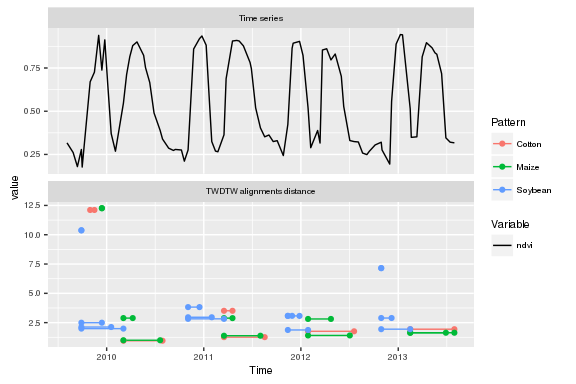 Time series
0.75
0.50
0.25
value
TWDTW alignments distance
12.5
10.0
7.5
5.0
2.5
2010
2011
2012
2013
Time
Pattern
Cotton
Maize
Soybean
Variable
ndvi